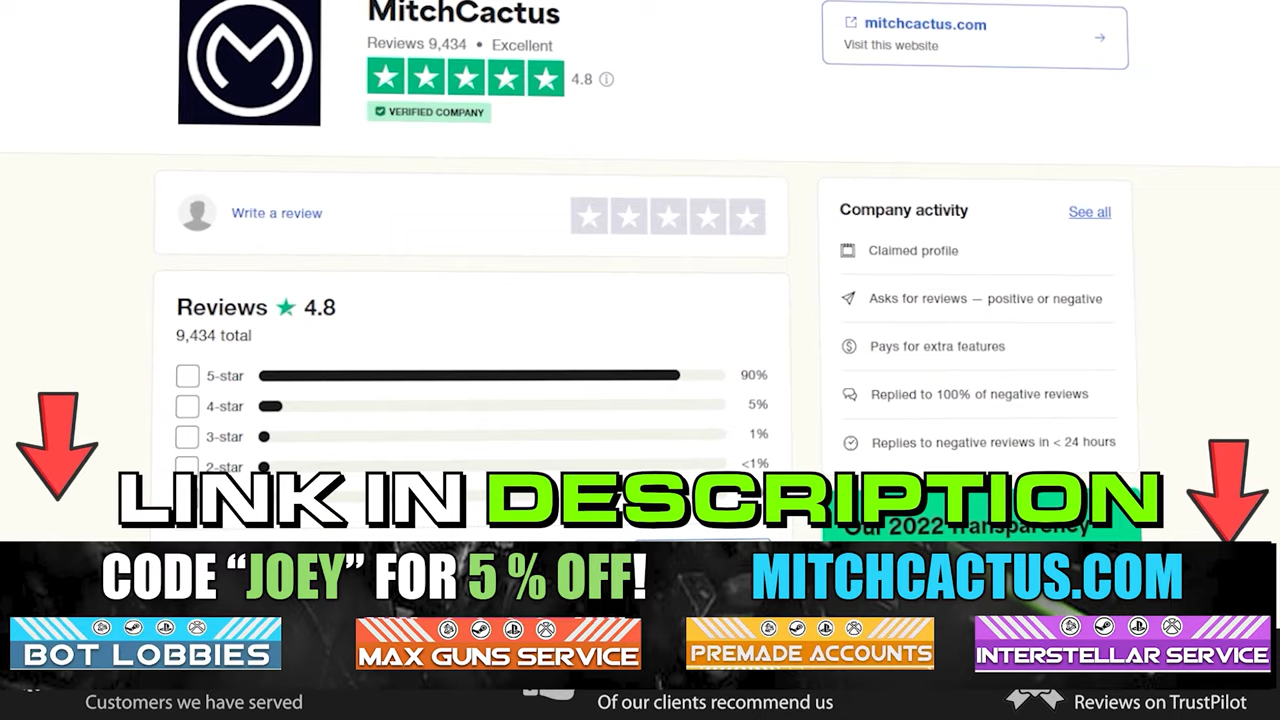 MitchCactus
Reviews 9,434 • Excellent
4.8
VERIFIED COMPANY
mitchcactus.com
Visit this website
Write a review
Reviews ★ 4.8
9,434 total
5-star 90%
4-star 5%
3-star 1%
2-star <1%
Company activity
See all
Claimed profile
Asks for reviews — positive or negative
Pays for extra features
Replied to 100% of negative reviews
Replies to negative reviews in < 24 hours
Our 2022 Transparency
LINK IN DESCRIPTION
CODE “JOEY” FOR 5 % OFF!
MITCHCACTUS.COM
BOT LOBBIES
MAX GUNS SERVICE
PREMADE ACCOUNTS
INTERSTELLAR SERVICE
Customers we have served
Of our clients recommend us
Reviews on TrustPilot